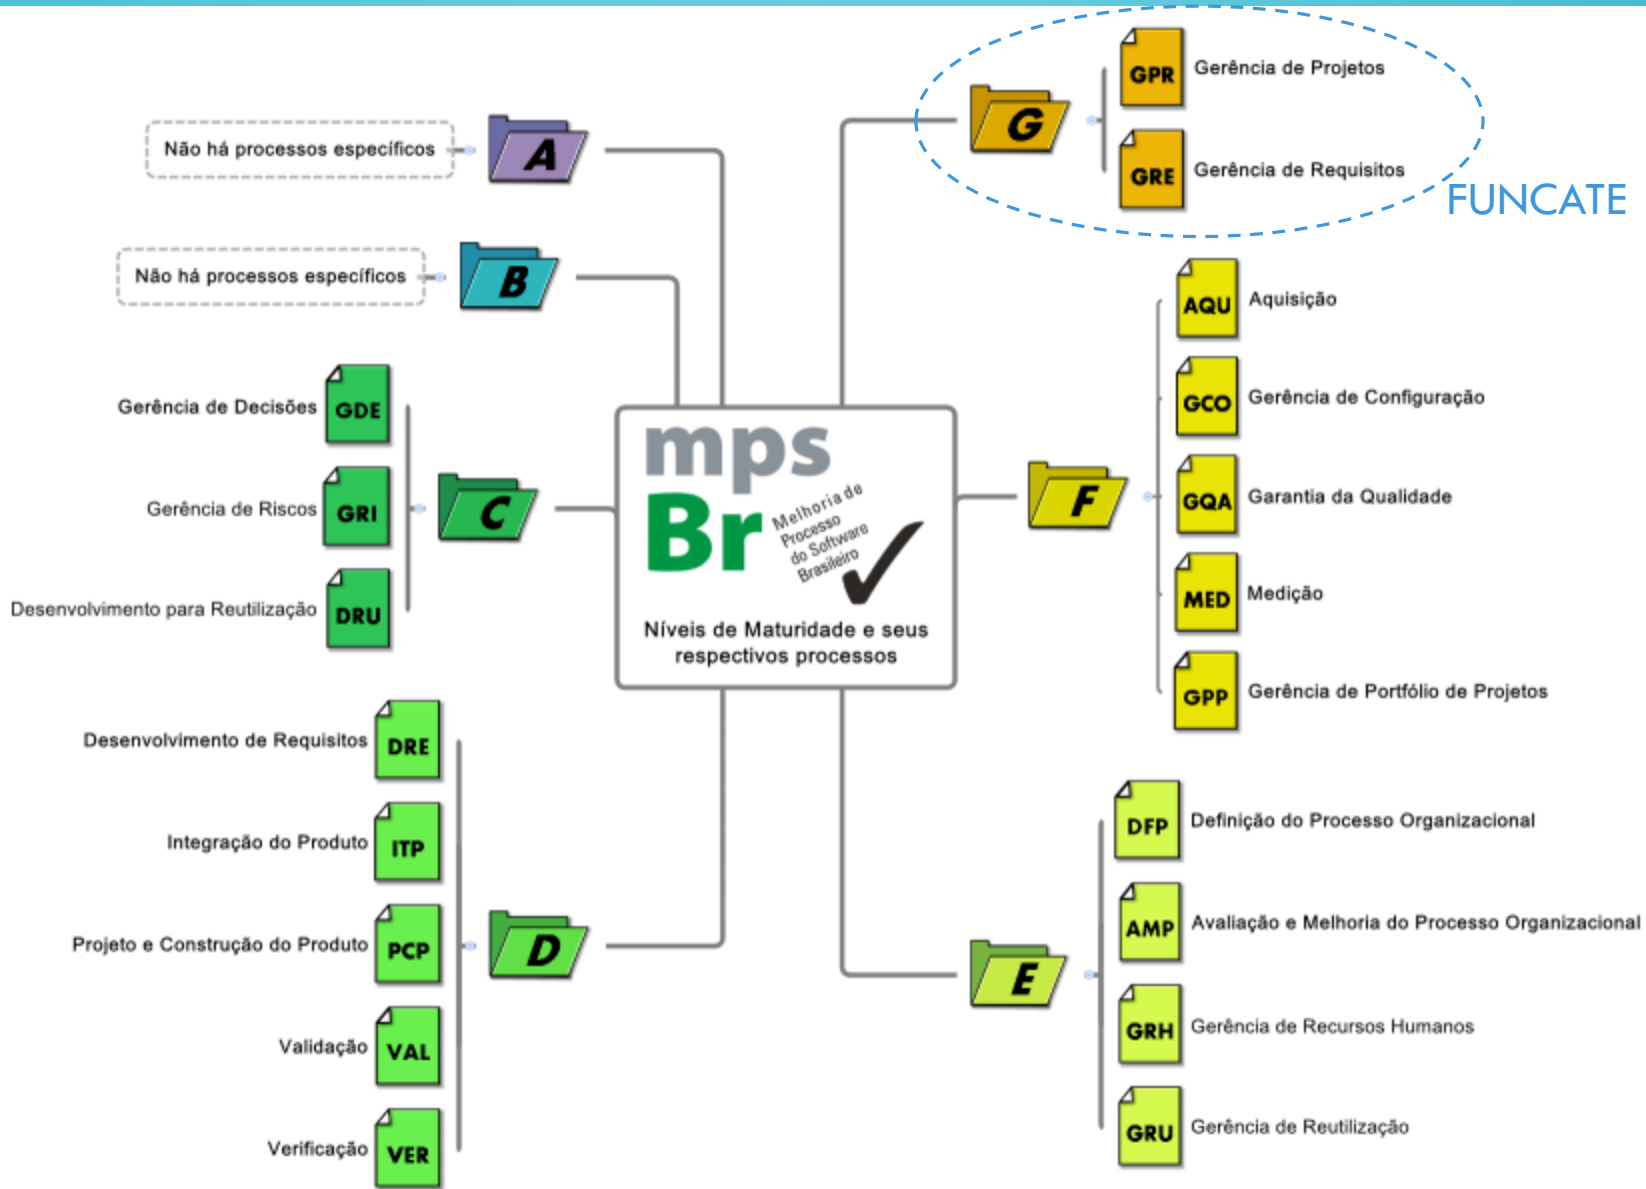 G
GPR
Gerência de Projetos
GRE
Gerência de Requisitos
FUNCATE
Não há processos específicos
A
Não há processos específicos
B
Gerência de Decisões
GDE
Gerência de Riscos
GRI
Desenvolvimento para Reutilização
DRU
C
mps
Br
Melhoria de
Processo
do Software
Brasileiro
Níveis de Maturidade e seus
respectivos processos
F
AQU
Aquisição
GCO
Gerência de Configuração
GQA
Garantia da Qualidade
MED
Medição
GPP
Gerência de Portfólio de Projetos
Desenvolvimento de Requisitos
DRE
Integração do Produto
ITP
Projeto e Construção do Produto
PCP
Validação
VAL
Verificação
VER
D
E
DFP
Definição do Processo Organizacional
AMP
Avaliação e Melhoria do Processo Organizacional
GRH
Gerência de Recursos Humanos
GRU
Gerência de Reutilização